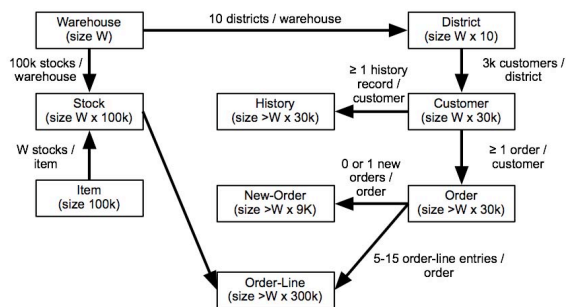 Warehouse
(size W)
10 districts / warehouse
District
(size W x 10)
100k stocks /
warehouse
≥ 1 history
record /
customer
3k customers /
district
Stock
(size W x 100k)
History
(size >W x 30k)
Customer
(size W x 30k)
W stocks /
item
0 or 1 new
orders /
order
≥ 1 order /
customer
Item
(size 100k)
New-Order
(size >W x 9K)
Order
(size >W x 30k)
5-15 order-line entries /
order
Order-Line
(size >W x 300k)